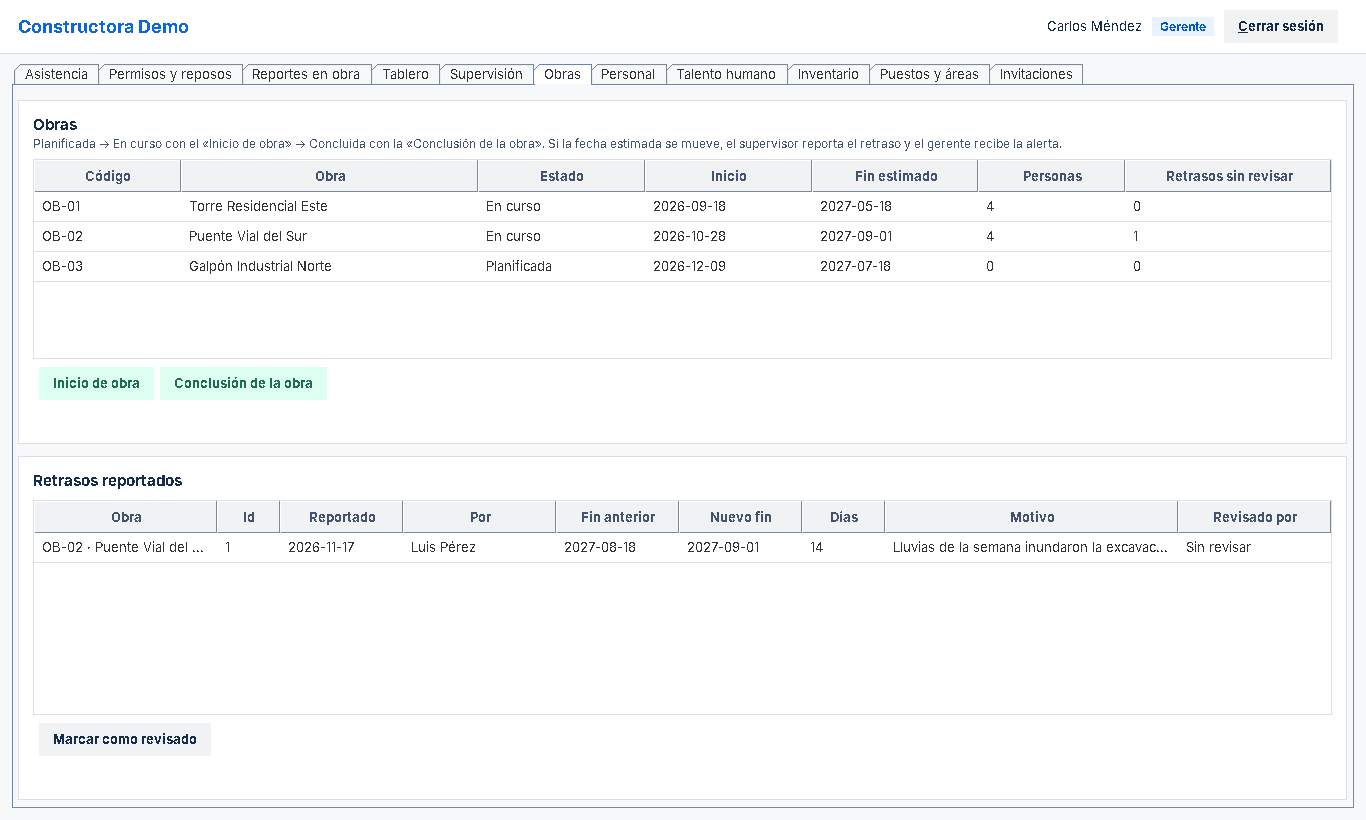 Constructora Demo
Carlos Méndez Gerente Cerrar sesión
Asistencia Permisos y reposos Reportes en obra Tablero Supervisión Obras Personal Talento humano Inventario Puestos y áreas Invitaciones
Obras
Planificada → En curso con el «Inicio de obra» → Concluida con la «Conclusión de la obra». Si la fecha estimada se mueve, el supervisor reporta el retraso y el gerente recibe la alerta.
Código Obra Estado Inicio Fin estimado Personas Retrasos sin revisar
OB-01 Torre Residencial Este En curso 2026-09-18 2027-05-18 4 0
OB-02 Puente Vial del Sur En curso 2026-10-28 2027-09-01 4 1
OB-03 Galpón Industrial Norte Planificada 2026-12-09 2027-07-18 0 0
Inicio de obra Conclusión de la obra
Retrasos reportados
Obra Id Reportado Por Fin anterior Nuevo fin Días Motivo Revisado por
OB-02 · Puente Vial del ... 1 2026-11-17 Luis Pérez 2027-08-18 2027-09-01 14 Lluvias de la semana inundaron la excavac... Sin revisar
Marcar como revisado